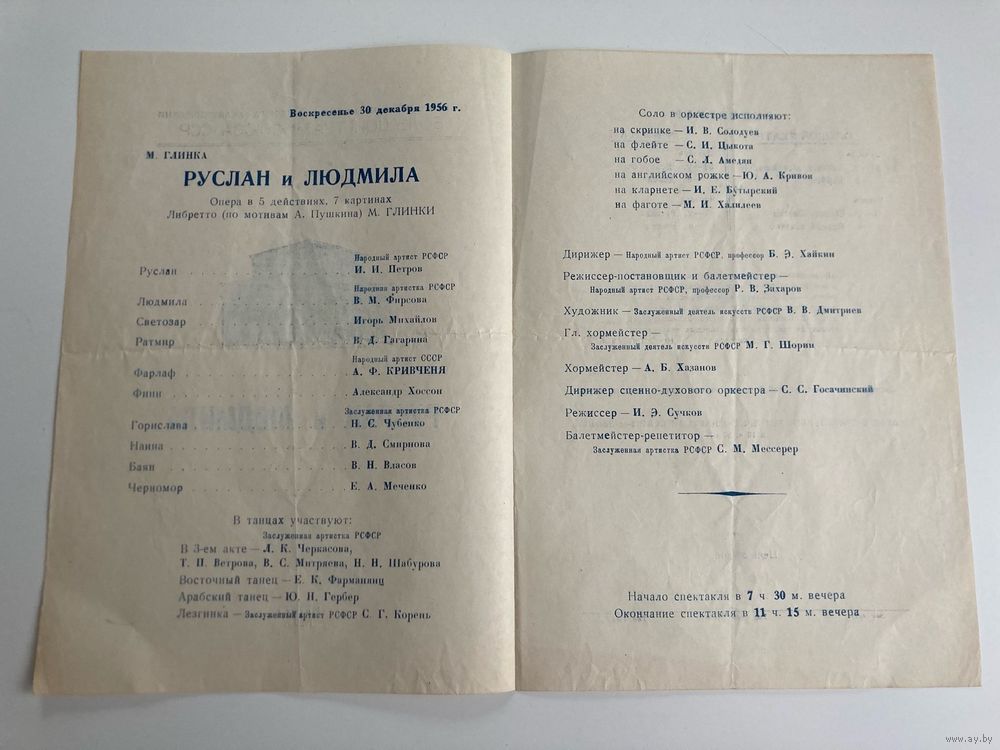 Воскресенье 30 декабря 1956 г.
М. ГЛИНКА
РУСЛАН и ЛЮДМИЛА
Опера в 5 действиях, 7 картинах
Либретто (по мотивам А. Пушкина) М. ГЛИНКИ
Народный артист РСФСР
Руслан . . . . . . . . . . И. И. Петров
Народная артистка РСФСР
Людмила . . . . . . . . . . В. М. Фирсова
Светозар . . . . . . . . . . Игорь Михайлов
Ратмир . . . . . . . . . . В. Д. Гагарина
Народный артист СССР
Фарлаф . . . . . . . . . . А. Ф. КРИВЧЕНЯ
Финн . . . . . . . . . . Александр Хоссон
Заслуженная артистка РСФСР
Горислава . . . . . . . . . . Н. С. Чубенко
Наина . . . . . . . . . . В. Д. Смирнова
Баян . . . . . . . . . . В. Н. Власов
Черномор . . . . . . . . . . Е. А. Меченко
В танцах участвуют:
Заслуженная артистка РСФСР
В 3-ем акте — Л. К. Черкасова,
Т. П. Ветрова, В. С. Митряева, Н. Н. Шабурова
Восточный танец — Е. К. Фарманянц
Арабский танец — Ю. Н. Гербер
Лезгинка — Заслуженный артист РСФСР С. Г. Корень
Соло в оркестре исполняют:
на скрипке — И. В. Солодуев
на флейте — С. И. Цыкота
на гобое — С. Л. Амедян
на английском рожке — Ю. А. Кривов
на кларнете — И. Е. Бутырский
на фаготе — М. И. Халилеев
Дирижер — Народный артист РСФСР, профессор Б. Э. Хайкин
Режиссер-постановщик и балетмейстер —
Народный артист РСФСР, профессор Р. В. Захаров
Художник — Заслуженный деятель искусств РСФСР В. В. Дмитриев
Гл. хормейстер —
Заслуженный деятель искусств РСФСР М. Г. Шорин
Хормейстер — А. Б. Хазанов
Дирижер сценно-духового оркестра — С. С. Госачинский
Режиссер — И. Э. Сучков
Балетмейстер-репетитор —
Заслуженная артистка РСФСР С. М. Мессерер
Начало спектакля в 7 ч. 30 м. вечера
Окончание спектакля в 11 ч. 15 м. вечера
www.ay.by